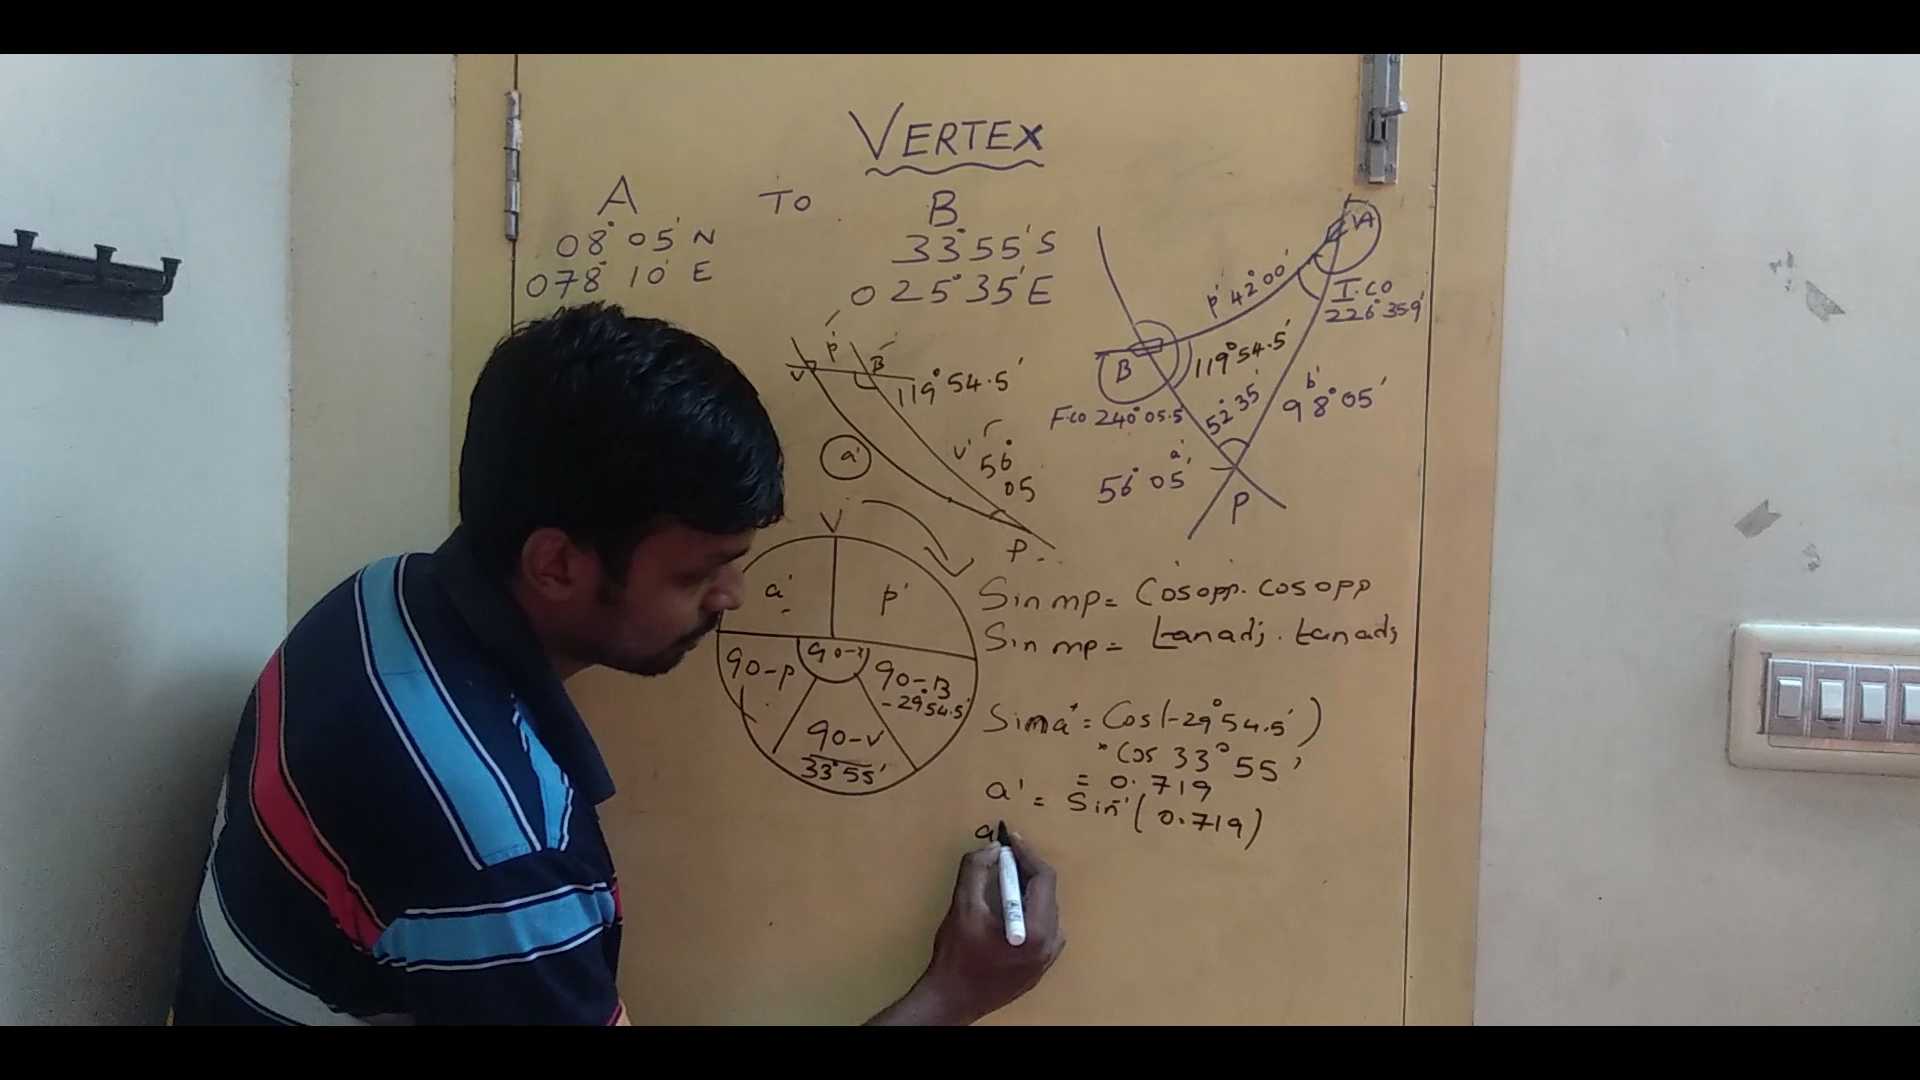 VERTEX
A TO B
08° 05' N
33° 55' S
078° 10' E
025° 35' E
V
p'
B
119° 54.5'
a'
v'
56°
05
P
A
p' 42° 00'
I.co
226° 35.9'
B
119° 54.5'
F.co 240° 05.5
52° 35'
b'
98° 05'
a'
56° 05'
P
V
a'
p'
90-p
90-B
- 29° 54.5'
90-v
33° 55'
Sin mp = Cos opp. cos opp
Sin mp = tan adj . tan adj
Sin a' = Cos(-29° 54.5')
* Cos 33° 55'
= 0.719
a' = Sin⁻¹(0.719)
a